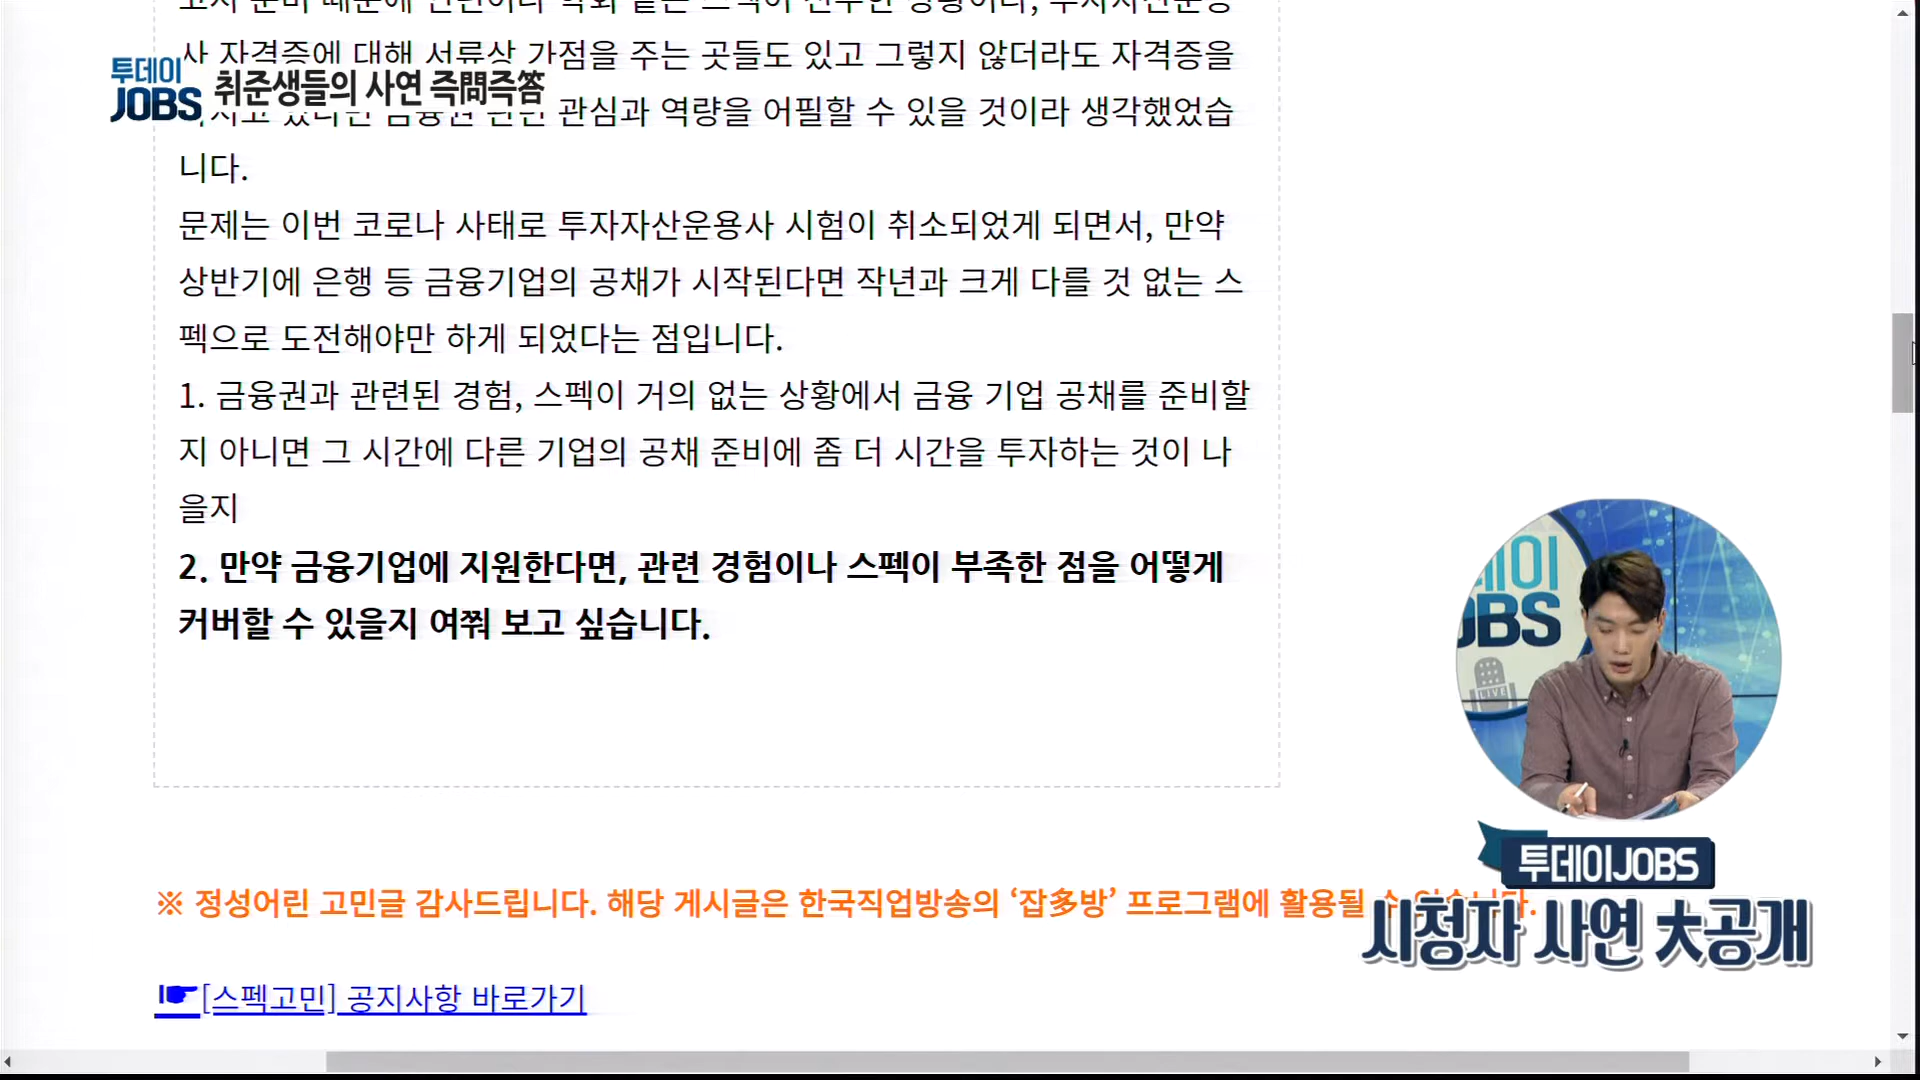 사 자격증에 대해 서류상 가점을 주는 곳들도 있고 그렇지 않더라도 자격증을
투데이
JOBS
취준생들의 사연 즉問즉答
관심과 역량을 어필할 수 있을 것이라 생각했었습
니다.
문제는 이번 코로나 사태로 투자자산운용사 시험이 취소되었게 되면서, 만약
상반기에 은행 등 금융기업의 공채가 시작된다면 작년과 크게 다를 것 없는 스
펙으로 도전해야만 하게 되었다는 점입니다.
1. 금융권과 관련된 경험, 스펙이 거의 없는 상황에서 금융 기업 공채를 준비할
지 아니면 그 시간에 다른 기업의 공채 준비에 좀 더 시간을 투자하는 것이 나
을지
2. 만약 금융기업에 지원한다면, 관련 경험이나 스펙이 부족한 점을 어떻게
커버할 수 있을지 여쭤 보고 싶습니다.
데이
JOBS
LIVE
투데이JOBS
시청자 사연 大공개
※ 정성어린 고민글 감사드립니다. 해당 게시글은 한국직업방송의 ‘잡多방’ 프로그램에 활용될 수 있습니다.
☛[스펙고민] 공지사항 바로가기